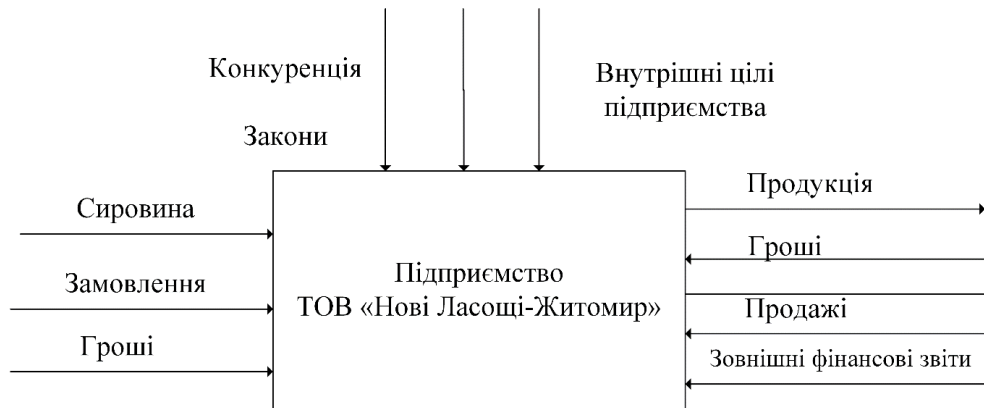 Конкуренція
Закони
Внутрішні цілі
підприємства
Сировина
Замовлення
Гроші
Підприємство
ТОВ «Нові Ласощі-Житомир»
Продукція
Гроші
Продажі
Зовнішні фінансові звіти